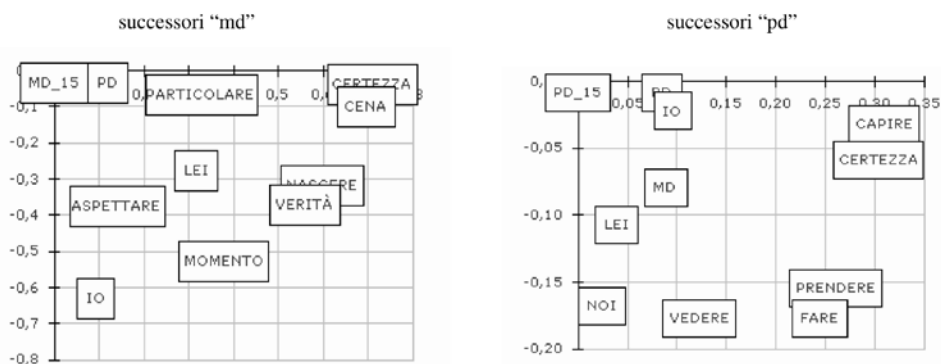 successori “md”
MD_15 PD PARTICOLARE 0,5 CERTEZZA
CENA
-0,1
-0,2
LEI
-0,3
NASCERE
ASPETTARE VERITÀ
-0,4
-0,5
MOMENTO
-0,6
IO
-0,7
-0,8
successori “pd”
0,
PD_15 PD
0,05 IO 0,15 0,20 0,25 0,30 0,35
CAPIRE
-0,05
CERTEZZA
MD
-0,10
LEI
-0,15
PRENDERE
NOI VEDERE FARE
-0,20